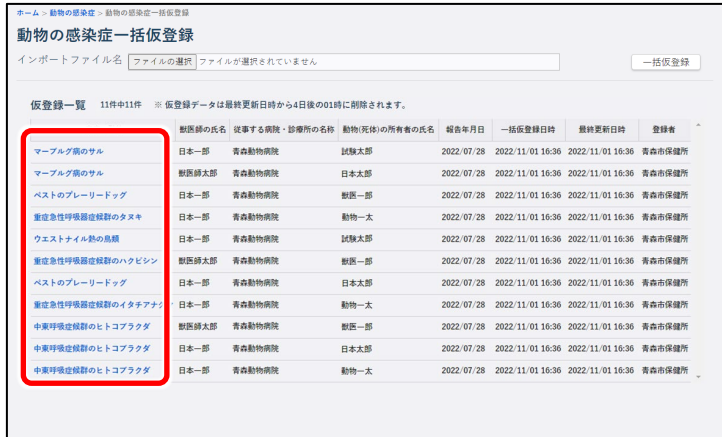 ホーム > 動物の感染症 > 動物の感染症一括仮登録
動物の感染症一括仮登録
インポートファイル名 ファイルの選択 ファイルが選択されていません 一括仮登録
仮登録一覧 11件中11件 ※ 仮登録データは最終更新日時から4日後の01時に削除されます。
獣医師の氏名 従事する病院・診療所の名称 動物(死体)の所有者の氏名 報告年月日 一括仮登録日時 最終更新日時 登録者
マーブルグ病のサル 日本一郎 青森動物病院 試験太郎 2022/07/28 2022/11/01 16:36 2022/11/01 16:36 青森市保健所
マーブルグ病のサル 獣医師太郎 青森動物病院 日本太郎 2022/07/28 2022/11/01 16:36 2022/11/01 16:36 青森市保健所
ペストのプレーリードッグ 日本一郎 青森動物病院 獣医一郎 2022/07/28 2022/11/01 16:36 2022/11/01 16:36 青森市保健所
重症急性呼吸器症候群のタヌキ 日本一郎 青森動物病院 動物一太 2022/07/28 2022/11/01 16:36 2022/11/01 16:36 青森市保健所
ウエストナイル熱の鳥類 日本一郎 青森動物病院 試験太郎 2022/07/28 2022/11/01 16:36 2022/11/01 16:36 青森市保健所
重症急性呼吸器症候群のハクビシン 獣医師太郎 青森動物病院 獣医一郎 2022/07/28 2022/11/01 16:36 2022/11/01 16:36 青森市保健所
ペストのプレーリードッグ 日本一郎 青森動物病院 日本太郎 2022/07/28 2022/11/01 16:36 2022/11/01 16:36 青森市保健所
重症急性呼吸器症候群のイタチアナグマ 日本一郎 青森動物病院 動物一太 2022/07/28 2022/11/01 16:36 2022/11/01 16:36 青森市保健所
中東呼吸症候群のヒトコブラクダ 獣医師太郎 青森動物病院 獣医一郎 2022/07/28 2022/11/01 16:36 2022/11/01 16:36 青森市保健所
中東呼吸症候群のヒトコブラクダ 日本一郎 青森動物病院 日本太郎 2022/07/28 2022/11/01 16:36 2022/11/01 16:36 青森市保健所
中東呼吸症候群のヒトコブラクダ 日本一郎 青森動物病院 動物一太 2022/07/28 2022/11/01 16:36 2022/11/01 16:36 青森市保健所